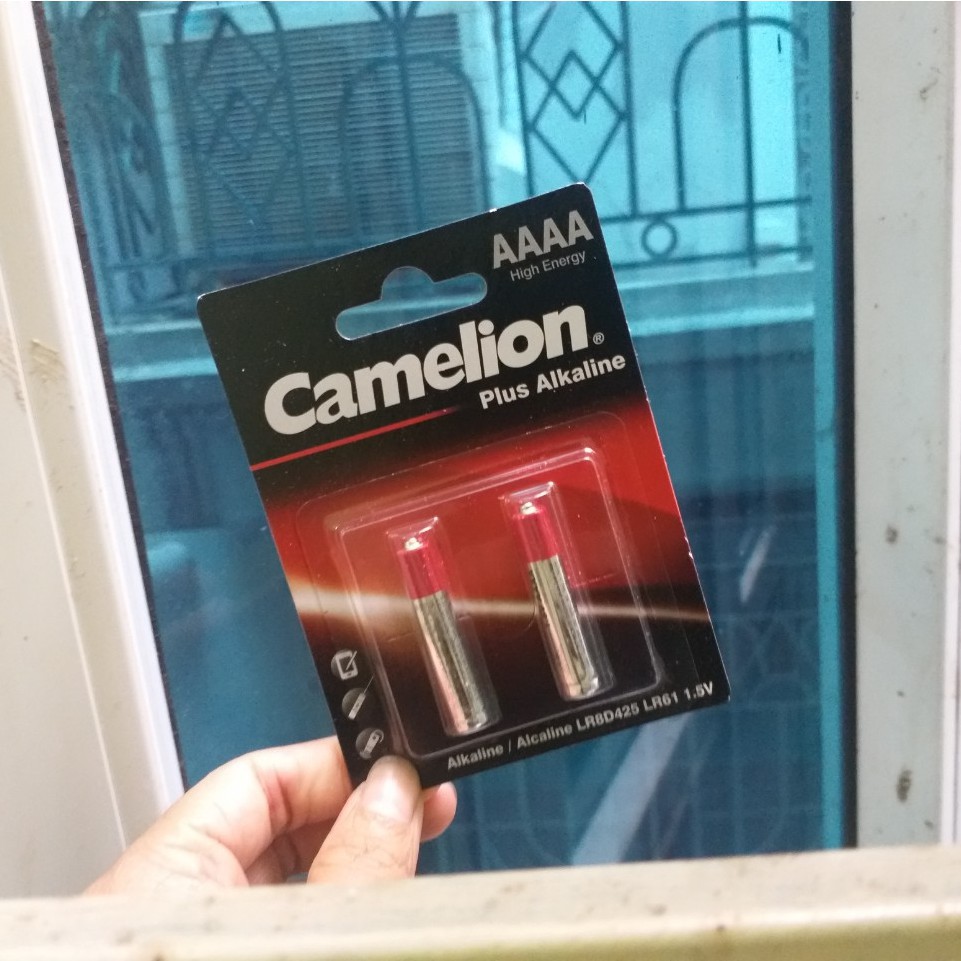 AAAA
High Energy
Camelion®
Plus Alkaline
Alkaline / Alcaline LR8D425 LR61 1.5V